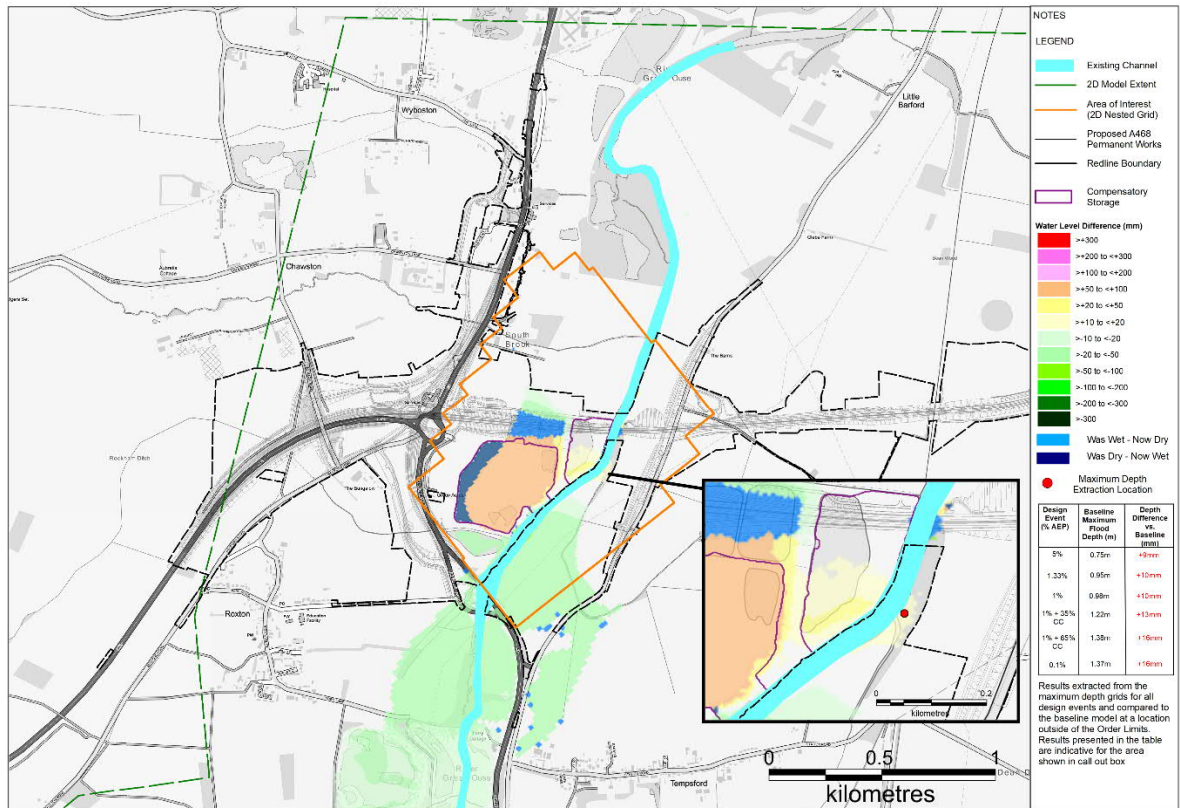 Wyboston
Little
Barford
Chawston
South
Brook
The Barns
Roxton
Tempsford
0 0.5 1
kilometres
0 0.2
kilometres
NOTES
LEGEND
Existing Channel
2D Model Extent
Area of Interest
(2D Nested Grid)
Proposed A468
Permanent Works
Redline Boundary
Compensatory
Storage
Water Level Difference (mm)
>+300
>+200 to <+300
>+100 to <+200
>+50 to <+100
>+20 to <+50
>+10 to <+20
>-10 to <-20
>-20 to <-50
>-50 to <-100
>-100 to <-200
>-200 to <-300
>-300
Was Wet - Now Dry
Was Dry - Now Wet
Maximum Depth
Extraction Location
Design
Event
(% AEP)
Baseline
Maximum
Flood
Depth (m)
Depth
Difference
vs.
Baseline
(mm)
5% 0.75m +9mm
1.33% 0.95m +10mm
1% 0.98m +10mm
1% + 35%
CC 1.22m +13mm
1% + 65%
CC 1.38m +16mm
0.1% 1.37m +16mm
Results extracted from the
maximum depth grids for all
design events and compared to
the baseline model at a location
outside of the Order Limits.
Results presented in the table
are indicative for the area
shown in call out box